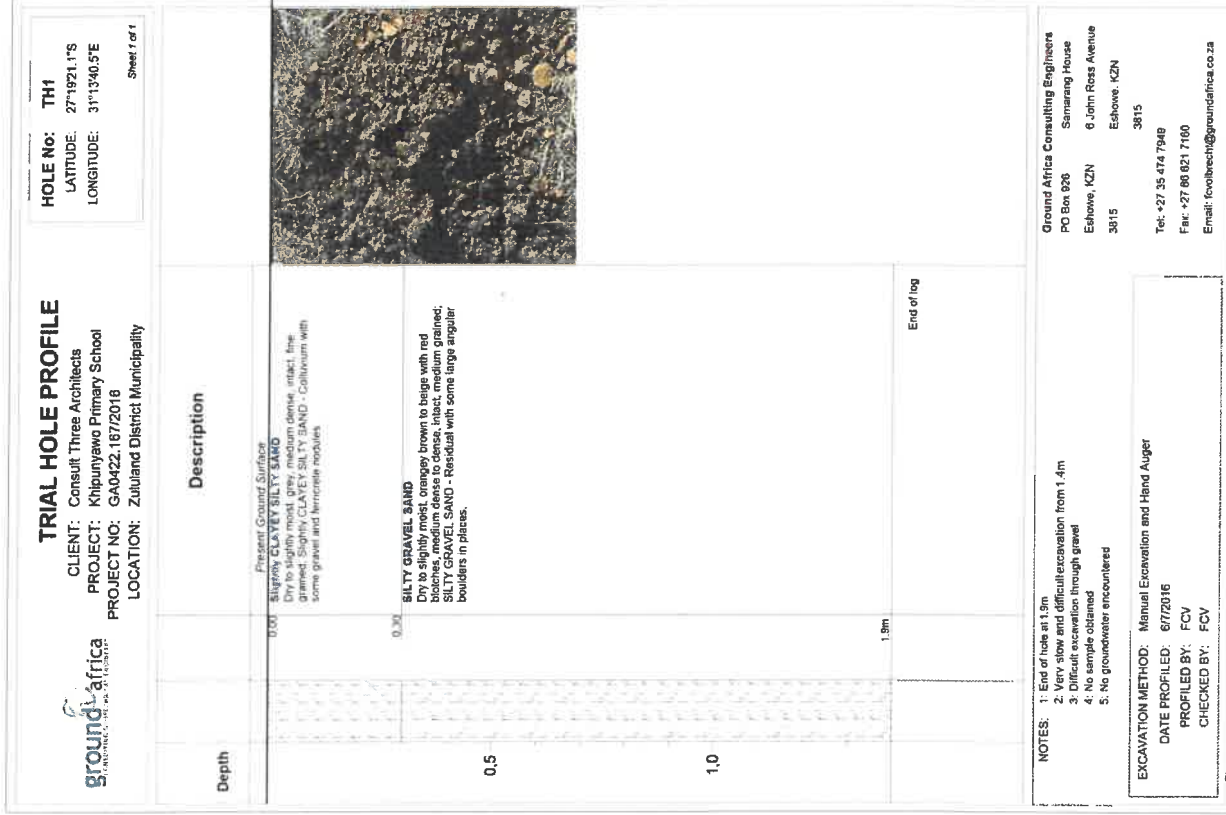 ground africa
TRIAL HOLE PROFILE
CLIENT: Consult Three Architects
PROJECT: Khipunyawo Primary School
PROJECT NO: GA0422.167/2016
LOCATION: Zululand District Municipality
HOLE No: TH1
LATITUDE: 27°19'21.1"S
LONGITUDE: 31°13'40.5"E
Sheet 1 of 1
Depth
Description
Present Ground Surface
0.00
Slightly CLAYEY SILTY SAND
Dry to slightly moist, grey, medium dense, intact, fine
grained, Slightly CLAYEY SILTY SAND - Colluvium with
some gravel and ferricrete nodules
0.30
SILTY GRAVEL SAND
Dry to slightly moist, orangey brown to beige with red
blotches, medium dense to dense, intact, medium grained;
SILTY GRAVEL SAND - Residual with some large angular
boulders in places.
0.5
1.0
1.9m
End of log
NOTES: 1: End of hole at 1.9m
2: Very slow and difficult excavation from 1.4m
3: Difficult excavation through gravel
4: No sample obtained
5: No groundwater encountered
EXCAVATION METHOD: Manual Excavation and Hand Auger
DATE PROFILED: 6/7/2016
PROFILED BY: FCV
CHECKED BY: FCV
Ground Africa Consulting Engineers
PO Box 926 Samarang House
Eshowe, KZN 6 John Ross Avenue
3815 Eshowe, KZN
3815
Tel: +27 35 474 7949
Fax: +27 86 621 7160
Email: fcvolbrecht@groundafrica.co.za